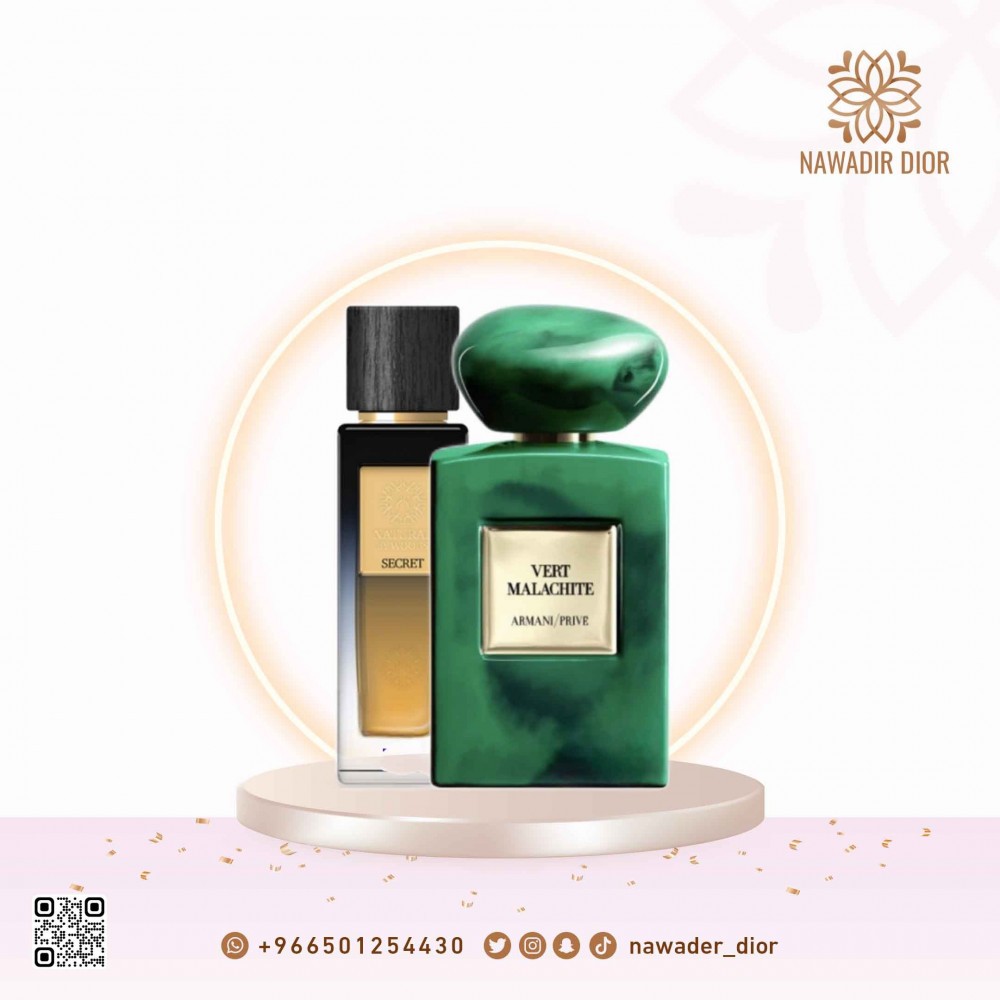 NAWADIR DIOR
SECRET
VERT
MALACHITE
ARMANI/PRIVE
+966501254430
nawader_dior